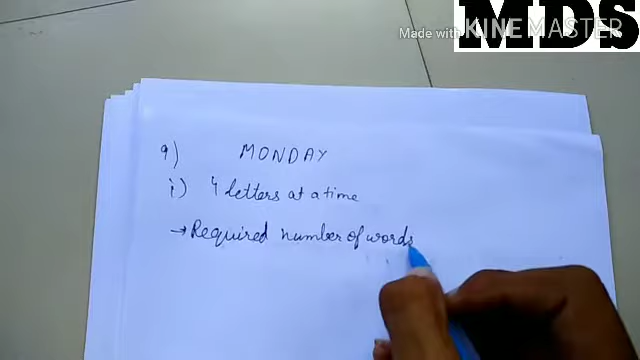 MDS
Made with KINEMASTER
9) MONDAY
i) 4 letters at a time
→ Required number of words